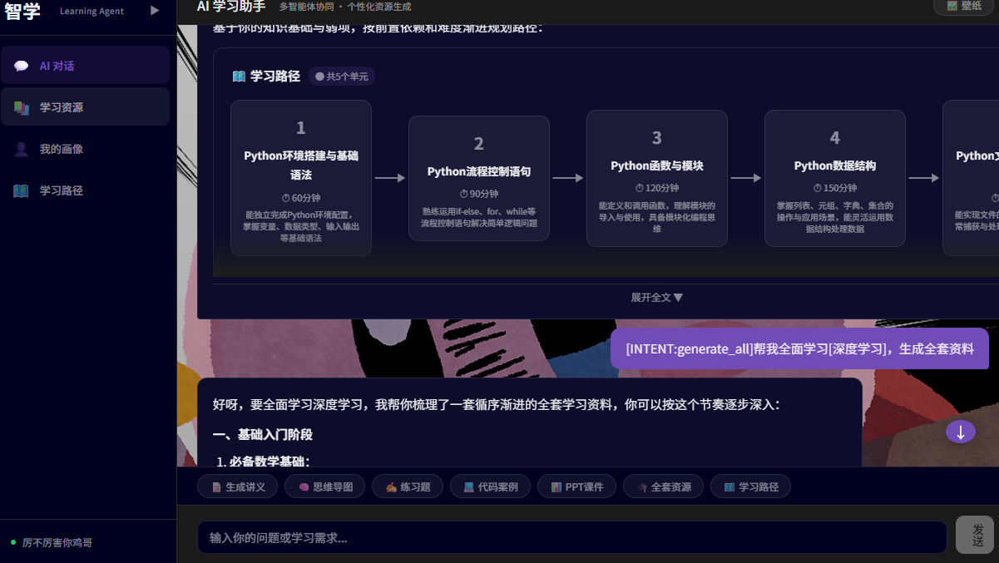 智学
Learning Agent
AI 对话
学习资源
我的画像
学习路径
厉不厉害你鸡哥
AI 学习助手
多智能体协同 · 个性化资源生成
壁纸
基于你的知识基础与弱项，按前置依赖和难度渐进规划路径：
学习路径
共5个单元
1
Python环境搭建与基础
语法
60分钟
能独立完成Python环境配置，
掌握变量、数据类型、输入输出
等基础语法
2
Python流程控制语句
90分钟
熟练运用if-else、for、while等
流程控制语句解决简单逻辑问题
3
Python函数与模块
120分钟
能定义和调用函数，理解模块的
导入与使用，具备模块化编程思
维
4
Python数据结构
150分钟
掌握列表、元组、字典、集合的
操作与应用场景，能灵活运用数
据结构处理数据
Python
能实现文件的
常捕获与处
展开全文▼
[INTENT:generate_all]帮我全面学习[深度学习]，生成全套资料
好呀，要全面学习深度学习，我帮你梳理了一套循序渐进的全套学习资料，你可以按这个节奏逐步深入：
一、基础入门阶段
1. 必备数学基础：
生成讲义
思维导图
练习题
代码案例
PPT课件
全套资源
学习路径
输入你的问题或学习需求...
发
送